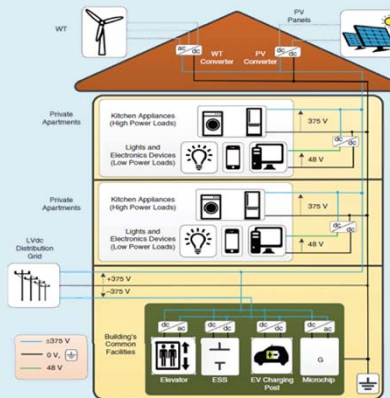 WT
PV
Panels
ac
dc
WT
Converter
PV
Converter
dc
dc
Private
Apartments
Kitchen Appliances
(High Power Loads)
375 V
dc
dc
Lights and
Electronics Devices
(Low Power Loads)
48 V
Private
Apartments
Kitchen Appliances
(High Power Loads)
375 V
dc
dc
Lights and
Electronics Devices
(Low Power Loads)
48 V
LVdc
Distribution
Grid
+375 V
−375 V
±375 V
0 V,
48 V
Building's
Common
Facilities
dc
ac
dc
dc
dc
dc
dc
ac
G
Elevator
ESS
EV Charging
Post
Microchip